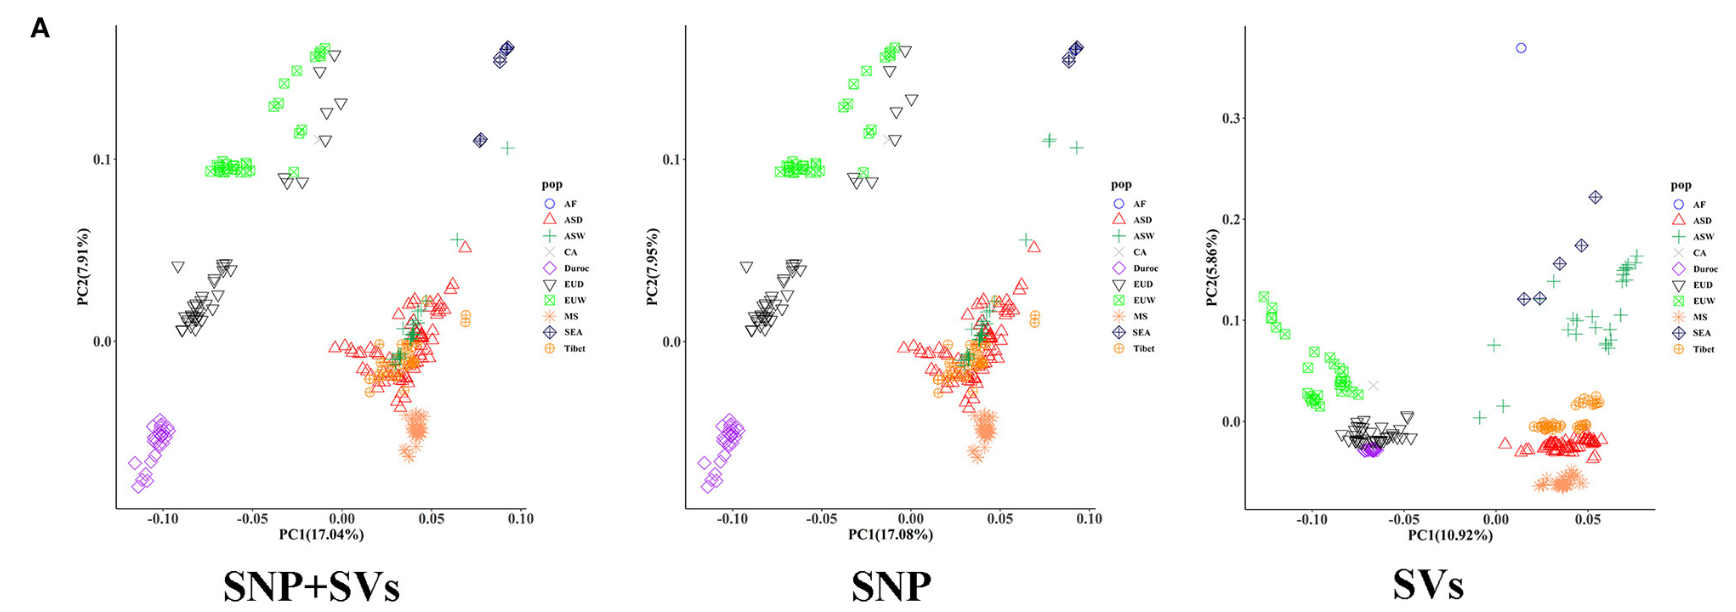 A
PC2(7.91%)
0.1
0.0
-0.10
-0.05
0.00
0.05
0.10
PC1(17.04%)
pop
AF
ASD
ASW
CA
Duroc
EUD
EUW
MS
SEA
Tibet
SNP+SVs
PC2(7.95%)
0.1
0.0
-0.10
-0.05
0.00
0.05
0.10
PC1(17.08%)
pop
AF
ASD
ASW
CA
Duroc
EUD
EUW
MS
SEA
Tibet
SNP
PC2(5.86%)
0.3
0.2
0.1
0.0
-0.10
-0.05
0.00
0.05
PC1(10.92%)
pop
AF
ASD
ASW
CA
Duroc
EUD
EUW
MS
SEA
Tibet
SVs